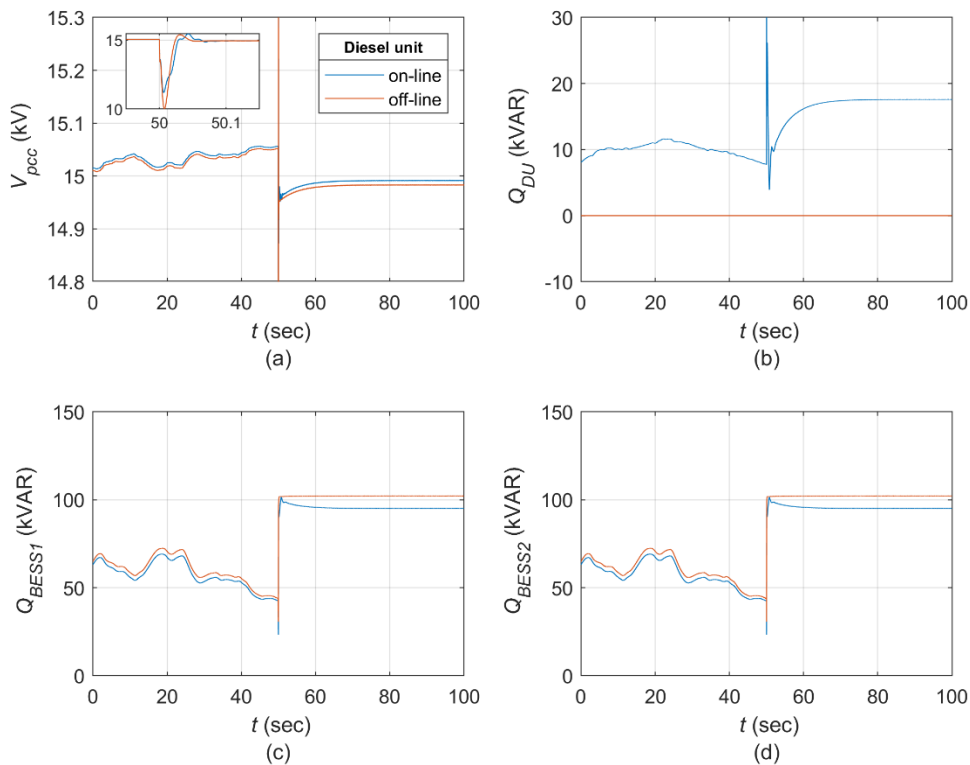 15.3
15.2
15.1
15
14.9
14.8
V_pcc (kV)
15
10
50 50.1
Diesel unit
on-line
off-line
0 20 40 60 80 100
t (sec)
(a)
30
20
10
0
-10
Q_DU (kVAR)
0 20 40 60 80 100
t (sec)
(b)
150
100
50
0
Q_BESS1 (kVAR)
0 20 40 60 80 100
t (sec)
(c)
150
100
50
0
Q_BESS2 (kVAR)
0 20 40 60 80 100
t (sec)
(d)